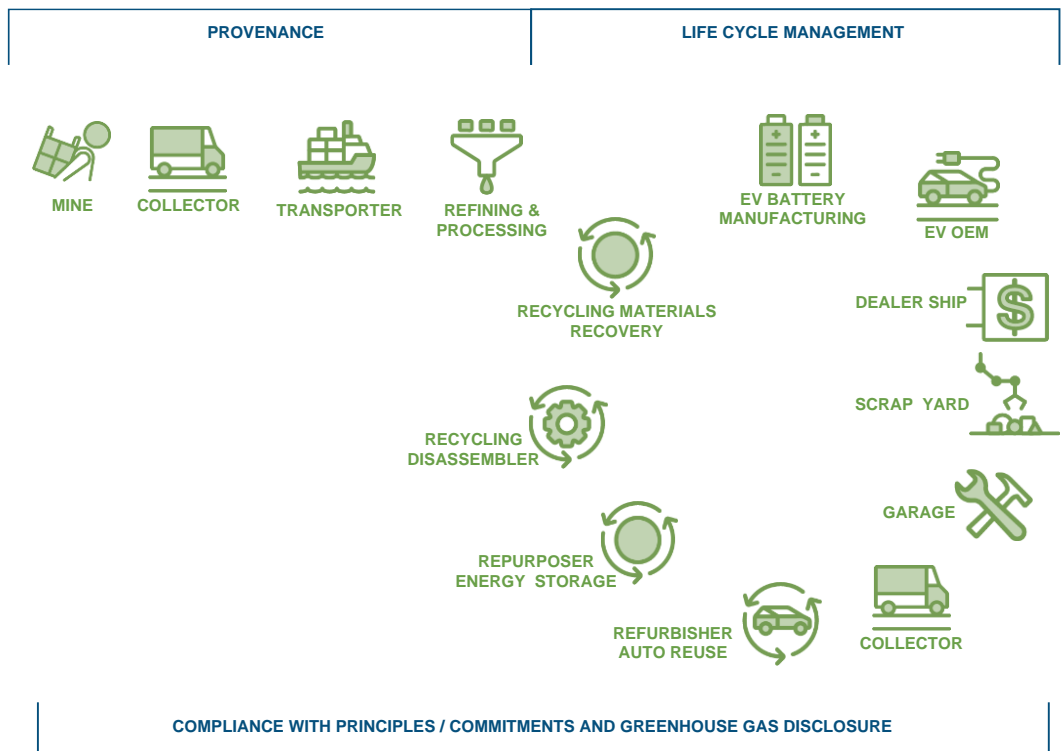 PROVENANCE
LIFE CYCLE MANAGEMENT
MINE
COLLECTOR
TRANSPORTER
REFINING &
PROCESSING
EV BATTERY
MANUFACTURING
EV OEM
RECYCLING MATERIALS
RECOVERY
DEALER SHIP
$
SCRAP YARD
RECYCLING
DISASSEMBLER
GARAGE
REPURPOSER
ENERGY STORAGE
REFURBISHER
AUTO REUSE
COLLECTOR
COMPLIANCE WITH PRINCIPLES / COMMITMENTS AND GREENHOUSE GAS DISCLOSURE